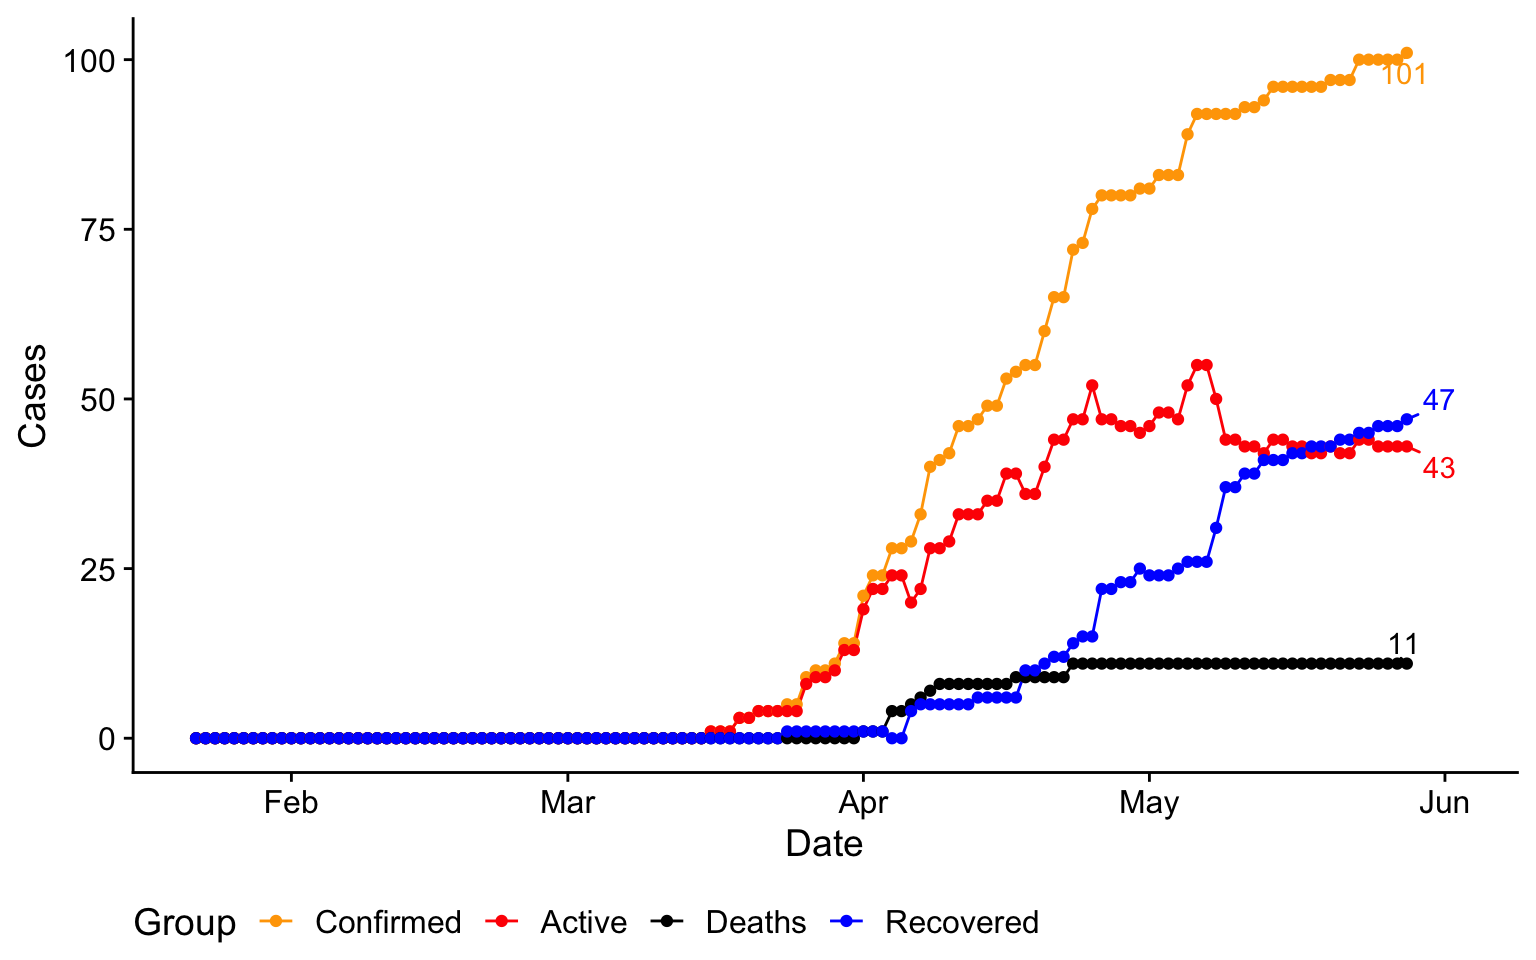 100
101
75
Cases
50
47
43
25
11
0
Feb Mar Apr May Jun
Date
Group Confirmed Active Deaths Recovered